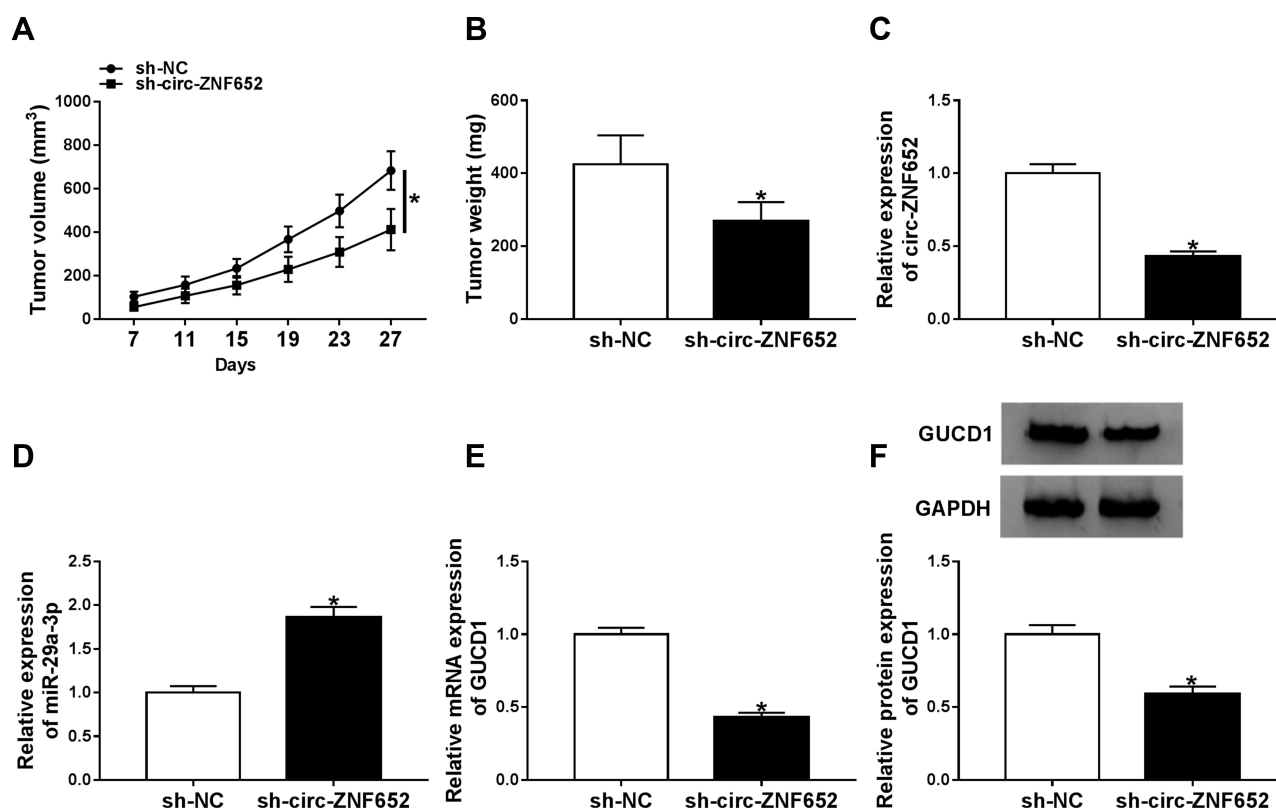 A
sh-NC
sh-circ-ZNF652
Tumor volume (mm³)
1000
800
600
400
200
0
7 11 15 19 23 27
Days
*
B
Tumor weight (mg)
600
400
200
0
*
sh-NC sh-circ-ZNF652
C
Relative expression
of circ-ZNF652
1.5
1.0
0.5
0.0
*
sh-NC sh-circ-ZNF652
D
Relative expression
of miR-29a-3p
2.5
2.0
1.5
1.0
0.5
0.0
*
sh-NC sh-circ-ZNF652
E
Relative mRNA expression
of GUCD1
1.5
1.0
0.5
0.0
*
sh-NC sh-circ-ZNF652
F
GUCD1
GAPDH
Relative protein expression
of GUCD1
1.5
1.0
0.5
0.0
*
sh-NC sh-circ-ZNF652